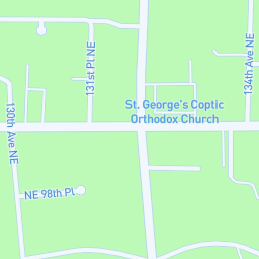 131st Pl NE
134th Ave NE
St. George's Coptic
Orthodox Church
130th Ave NE
NE 98th Pl